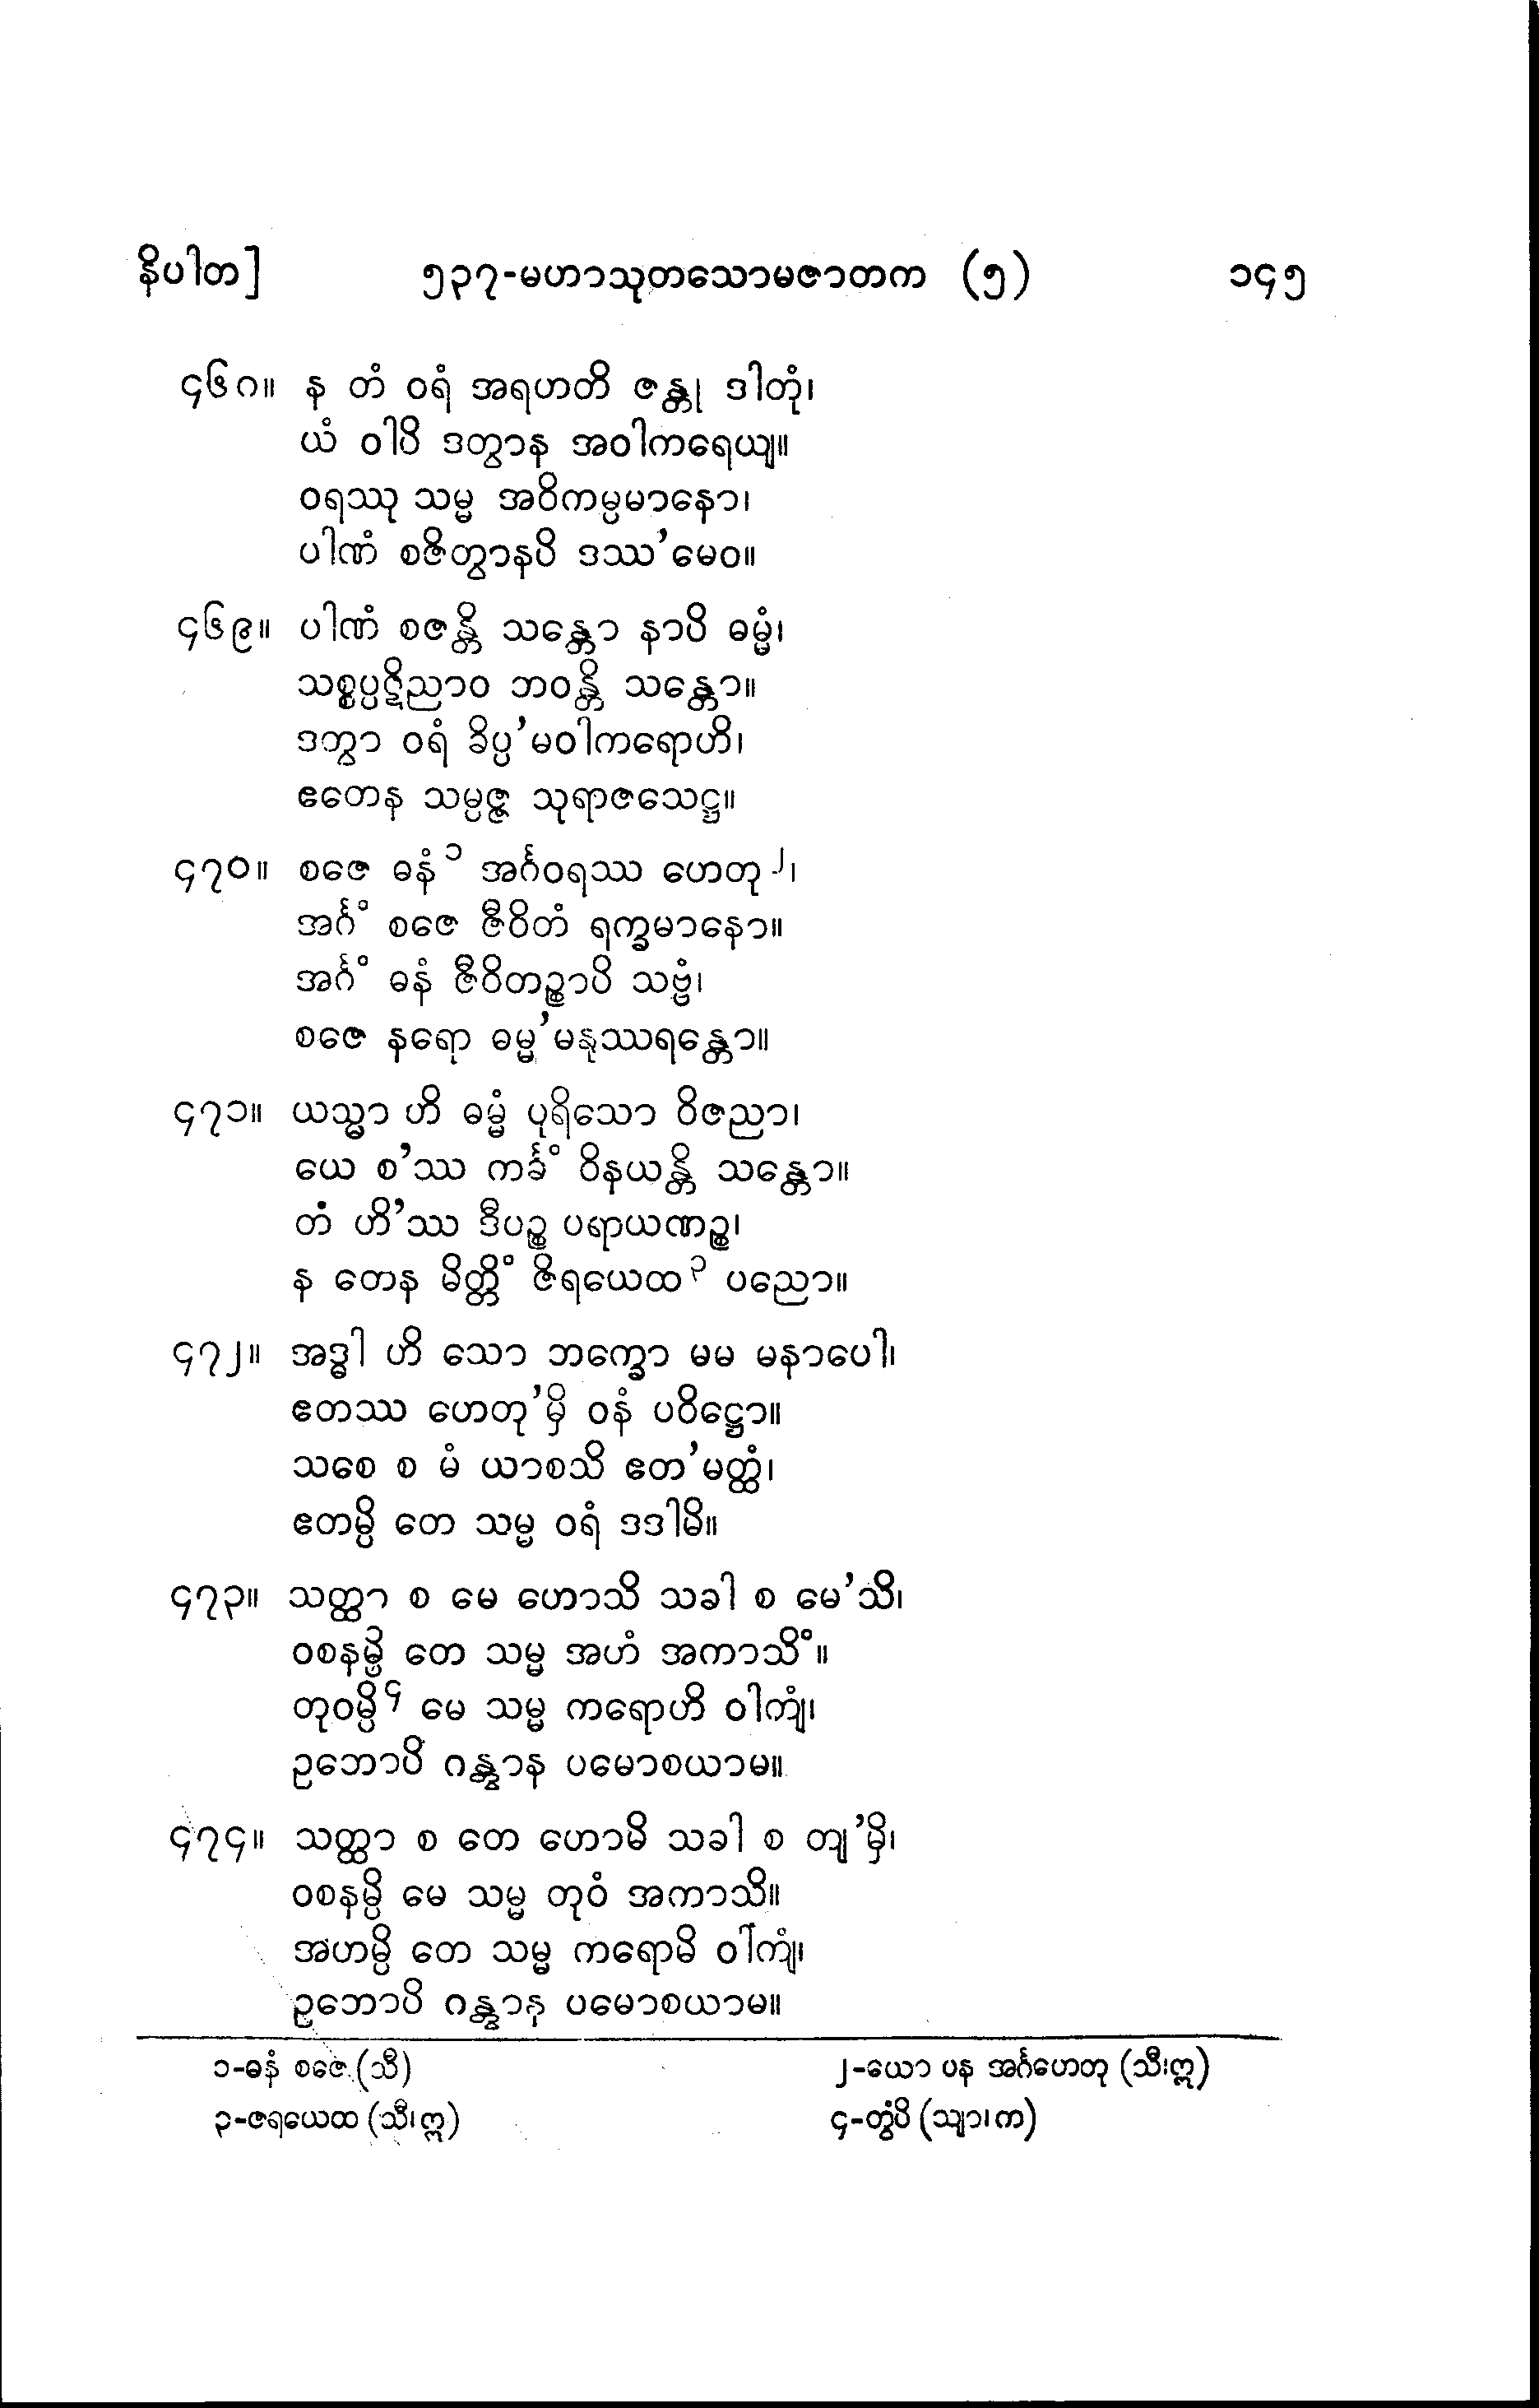 နိပါတ] ၅၃၇-မဟာသုတသောမဇာတက (၅) ၁၄၅
၄၆၈။ န တံ ဝရံ အရဟတိ ဇန္တု ဒါတုံ၊
ယံ ဝါပိ ဒတွာန အဝါကရေယျ။
ဝရဿု သမ္မ အဝိကမ္ပမာနော၊
ပါဏံ စဇိတွာနပိ ဒဿ’မေဝ။
၄၆၉။ ပါဏံ စဇန္တိ သန္တော နာပိ ဓမ္မံ၊
သစ္စပ္ပဋိညာဝ ဘဝန္တိ သန္တော။
ဒတွာ ဝရံ ခိပ္ပ’မဝါကရောဟိ၊
ဧတေန သမ္ပဇ္ဇ သုရာဇသေဋ္ဌ။
၄၇၀။ စဇေ ဓနံ ၁ အင်္ဂဝရဿ ဟေတု ၂၊
အင်္ဂံ စဇေ ဇီဝိတံ ရက္ခမာနော။
အင်္ဂံ ဓနံ ဇီဝိတဉ္စာပိ သဗ္ဗံ၊
စဇေ နရော ဓမ္မ’မနုဿရန္တော။
၄၇၁။ ယသ္မာ ဟိ ဓမ္မံ ပုရိသော ဝိဇညာ၊
ယေ စ’ဿ ကင်္ခံ ဝိနယန္တိ သန္တော။
တံ ဟိ’ဿ ဒီပဉ္စ ပရာယဏဉ္စ၊
န တေန မိတ္တိံ ဇိရယေထ ၃ ပညော။
၄၇၂။ အဒ္ဓါ ဟိ သော ဘက္ခော မမ မနာပေါ၊
ဧတဿ ဟေတု’မှိ ဝနံ ပဝိဋ္ဌော။
သစေ စ မံ ယာစသိ ဧတ’မတ္ထံ၊
ဧတမ္ပိ တေ သမ္မ ဝရံ ဒဒါမိ။
၄၇၃။ သတ္ထာ စ မေ ဟောသိ သခါ စ မေ’သိ၊
ဝစနမ္ပိ တေ သမ္မ အဟံ အကာသိံ။
တုဝမ္ပိ ၄ မေ သမ္မ ကရောဟိ ဝါကျံ၊
ဥဘောပိ ဂန္တွာန ပမောစယာမ။
၄၇၄။ သတ္ထာ စ တေ ဟောမိ သခါ စ တျ’မှိ၊
ဝစနမ္ပိ မေ သမ္မ တုဝံ အကာသိ။
အဟမ္ပိ တေ သမ္မ ကရောမိ ဝါကျံ၊
ဥဘောပိ ဂန္တွာန ပမောစယာမ။
၁-ဓနံ စဇေ (သီ) ၂-ယော ပန အင်္ဂဟေတု (သီ၊ဣ)
၃-ဇရယေထ (သီ၊ဣ) ၄-တွံပိ (သျာ၊က)